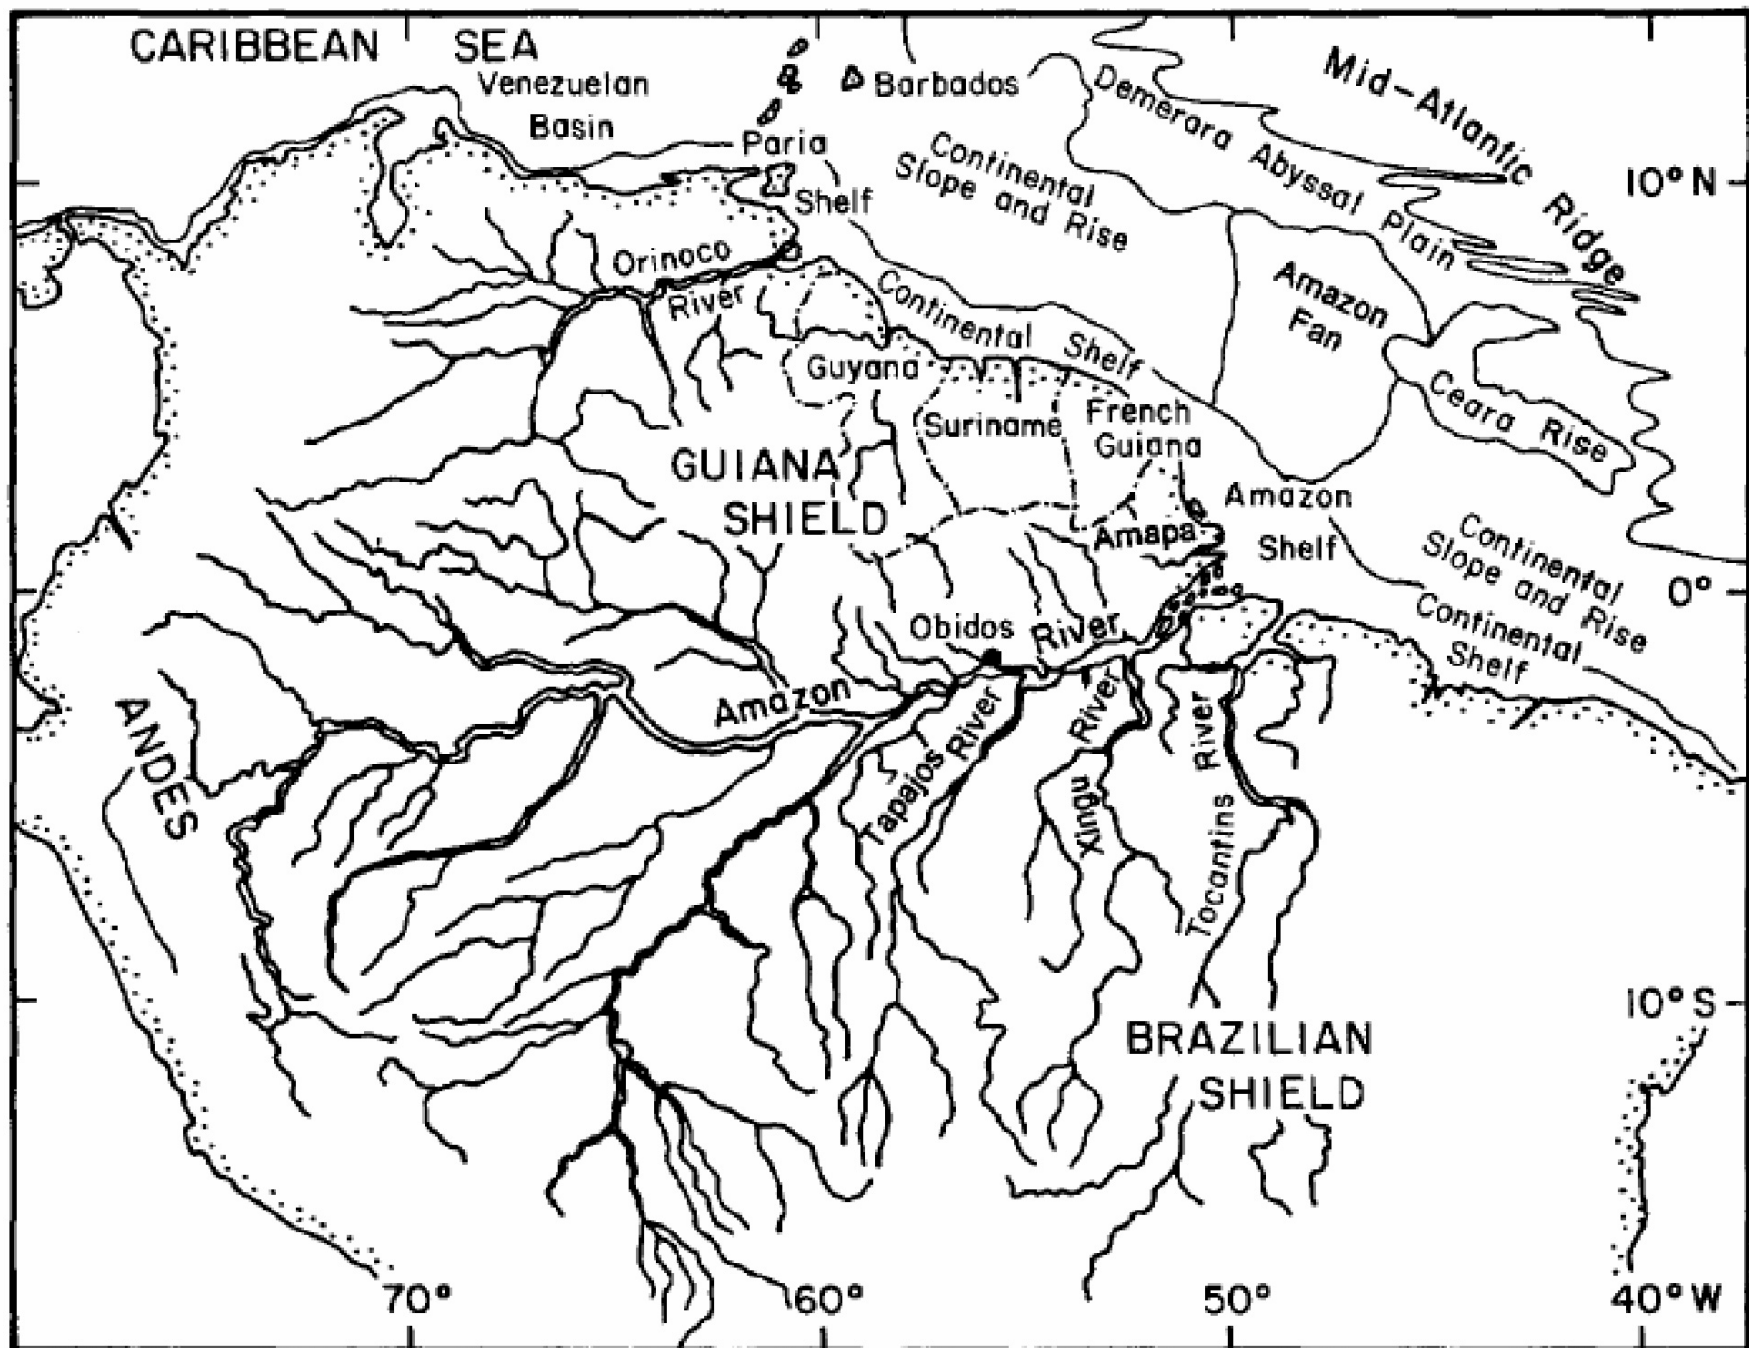 CARIBBEAN SEA
Venezuelan
Basin
Barbados
Mid-Atlantic Ridge
Demerara Abyssal Plain
Paria
Shelf
Continental
Slope and Rise
10°N
Orinoco
River
Continental Shelf
Amazon
Fan
Guyana
Suriname
French
Guiana
Ceara Rise
GUIANA
SHIELD
Amapa
Amazon
Shelf
Continental
Slope and Rise
0°
Continental
Shelf
Obidos
Amazon River
ANDES
Tapajos River
Xingu River
Tocantins River
10°S
BRAZILIAN
SHIELD
70°
60°
50°
40°W